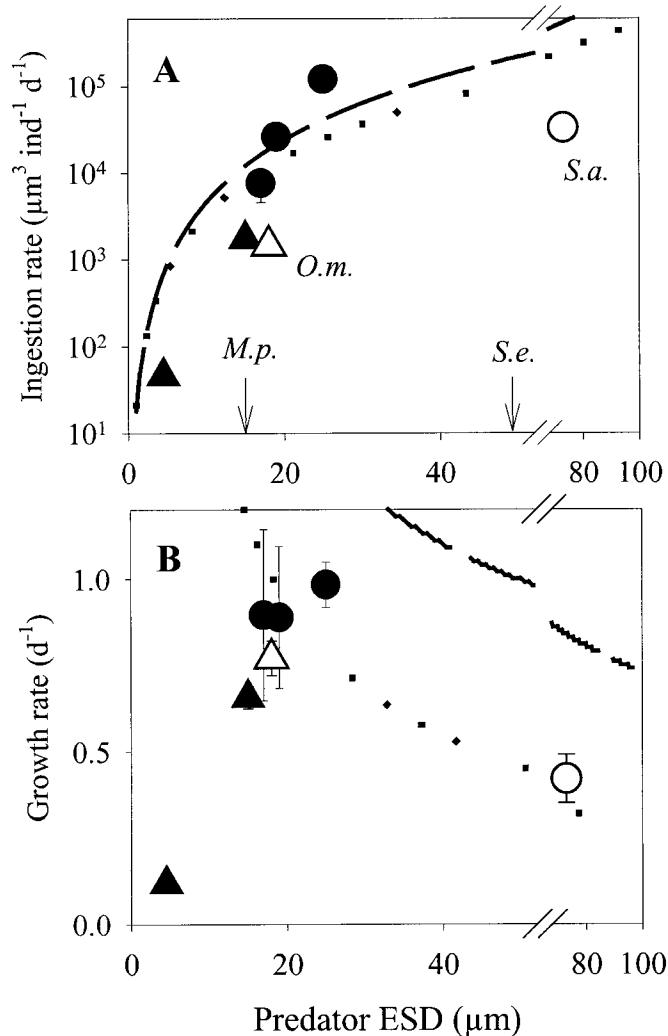 A
Ingestion rate (µm³ ind⁻¹ d⁻¹)
10⁵
10⁴
10³
10²
10¹
S.a.
O.m.
M.p.
S.e.
0 20 40 80 100
B
Growth rate (d⁻¹)
1.0
0.5
0.0
0 20 40 80 100
Predator ESD (µm)